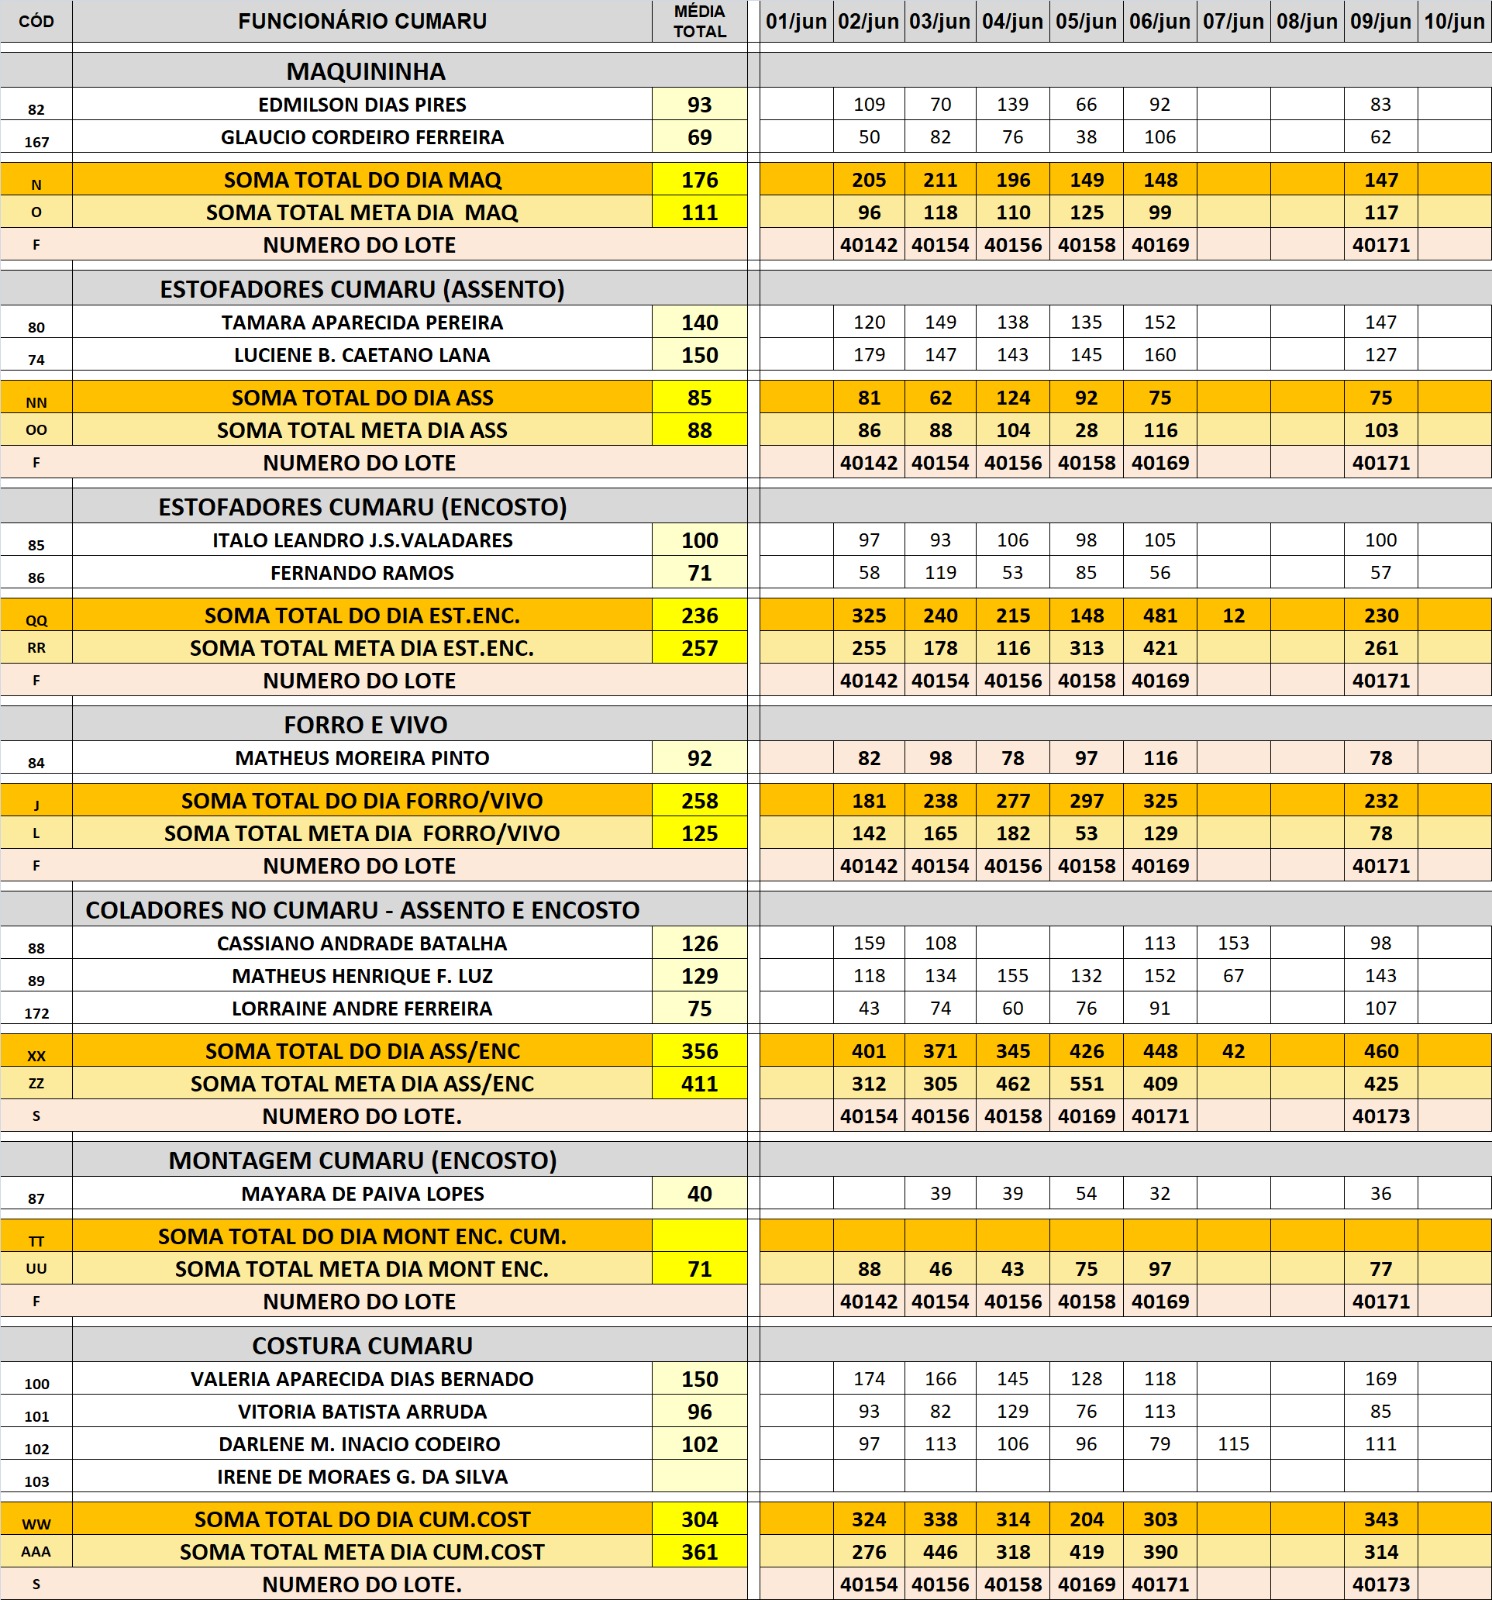 CÓD FUNCIONÁRIO CUMARU MÉDIA TOTAL 01/jun 02/jun 03/jun 04/jun 05/jun 06/jun 07/jun 08/jun 09/jun 10/jun
MAQUININHA
82 EDMILSON DIAS PIRES 93 109 70 139 66 92 83
167 GLAUCIO CORDEIRO FERREIRA 69 50 82 76 38 106 62
N SOMA TOTAL DO DIA MAQ 176 205 211 196 149 148 147
O SOMA TOTAL META DIA MAQ 111 96 118 110 125 99 117
F NUMERO DO LOTE 40142 40154 40156 40158 40169 40171
ESTOFADORES CUMARU (ASSENTO)
80 TAMARA APARECIDA PEREIRA 140 120 149 138 135 152 147
74 LUCIENE B. CAETANO LANA 150 179 147 143 145 160 127
NN SOMA TOTAL DO DIA ASS 85 81 62 124 92 75 75
OO SOMA TOTAL META DIA ASS 88 86 88 104 28 116 103
F NUMERO DO LOTE 40142 40154 40156 40158 40169 40171
ESTOFADORES CUMARU (ENCOSTO)
85 ITALO LEANDRO J.S.VALADARES 100 97 93 106 98 105 100
86 FERNANDO RAMOS 71 58 119 53 85 56 57
QQ SOMA TOTAL DO DIA EST.ENC. 236 325 240 215 148 481 12 230
RR SOMA TOTAL META DIA EST.ENC. 257 255 178 116 313 421 261
F NUMERO DO LOTE 40142 40154 40156 40158 40169 40171
FORRO E VIVO
84 MATHEUS MOREIRA PINTO 92 82 98 78 97 116 78
J SOMA TOTAL DO DIA FORRO/VIVO 258 181 238 277 297 325 232
L SOMA TOTAL META DIA FORRO/VIVO 125 142 165 182 53 129 78
F NUMERO DO LOTE 40142 40154 40156 40158 40169 40171
COLADORES NO CUMARU - ASSENTO E ENCOSTO
88 CASSIANO ANDRADE BATALHA 126 159 108 113 153 98
89 MATHEUS HENRIQUE F. LUZ 129 118 134 155 132 152 67 143
172 LORRAINE ANDRE FERREIRA 75 43 74 60 76 91 107
XX SOMA TOTAL DO DIA ASS/ENC 356 401 371 345 426 448 42 460
ZZ SOMA TOTAL META DIA ASS/ENC 411 312 305 462 551 409 425
S NUMERO DO LOTE. 40154 40156 40158 40169 40171 40173
MONTAGEM CUMARU (ENCOSTO)
87 MAYARA DE PAIVA LOPES 40 39 39 54 32 36
TT SOMA TOTAL DO DIA MONT ENC. CUM.
UU SOMA TOTAL META DIA MONT ENC. 71 88 46 43 75 97 77
F NUMERO DO LOTE 40142 40154 40156 40158 40169 40171
COSTURA CUMARU
100 VALERIA APARECIDA DIAS BERNADO 150 174 166 145 128 118 169
101 VITORIA BATISTA ARRUDA 96 93 82 129 76 113 85
102 DARLENE M. INACIO CODEIRO 102 97 113 106 96 79 115 111
103 IRENE DE MORAES G. DA SILVA
WW SOMA TOTAL DO DIA CUM.COST 304 324 338 314 204 303 343
AAA SOMA TOTAL META DIA CUM.COST 361 276 446 318 419 390 314
S NUMERO DO LOTE. 40154 40156 40158 40169 40171 40173